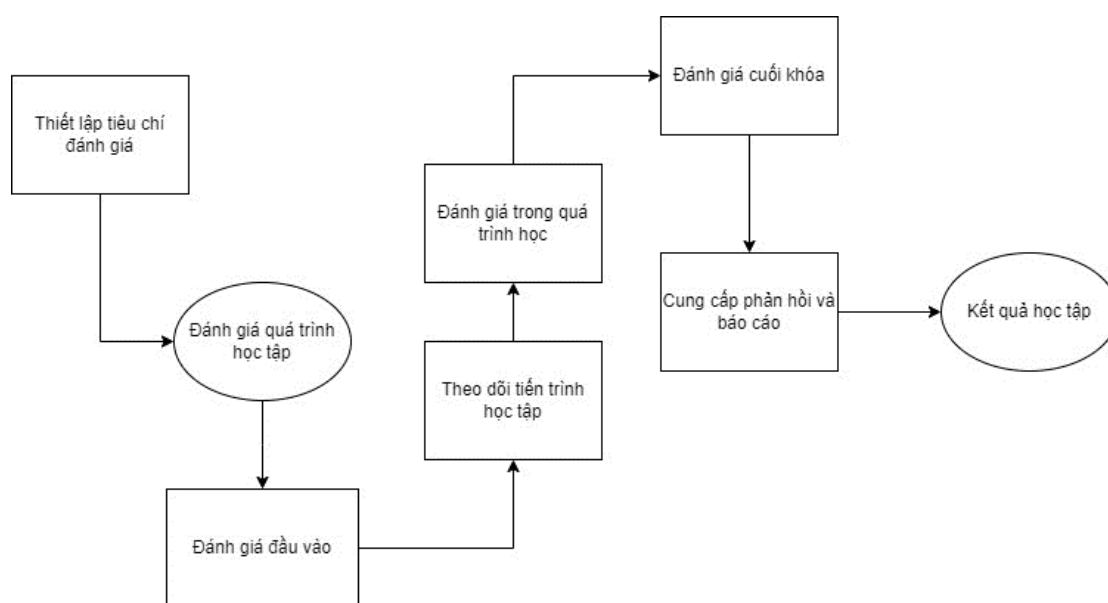 Thiết lập tiêu chí
đánh giá
Đánh giá quá trình
học tập
Đánh giá đầu vào
Theo dõi tiến trình
học tập
Đánh giá trong quá
trình học
Đánh giá cuối khóa
Cung cấp phản hồi và
báo cáo
Kết quả học tập